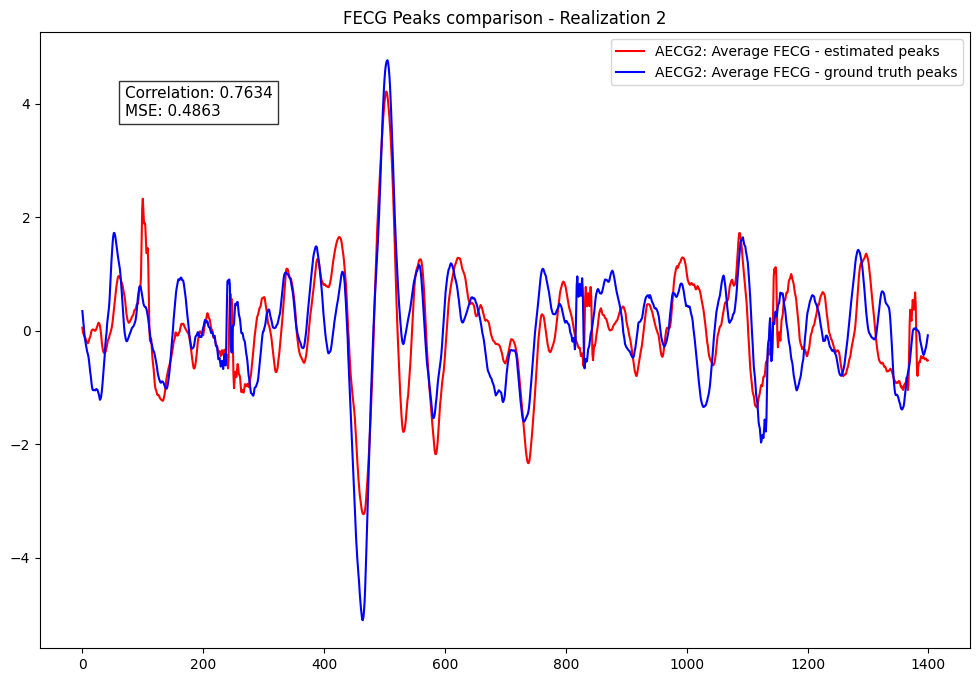 FECG Peaks comparison - Realization 2
AECG2: Average FECG - estimated peaks
AECG2: Average FECG - ground truth peaks
Correlation: 0.7634
MSE: 0.4863
4
2
0
−2
−4
0 200 400 600 800 1000 1200 1400